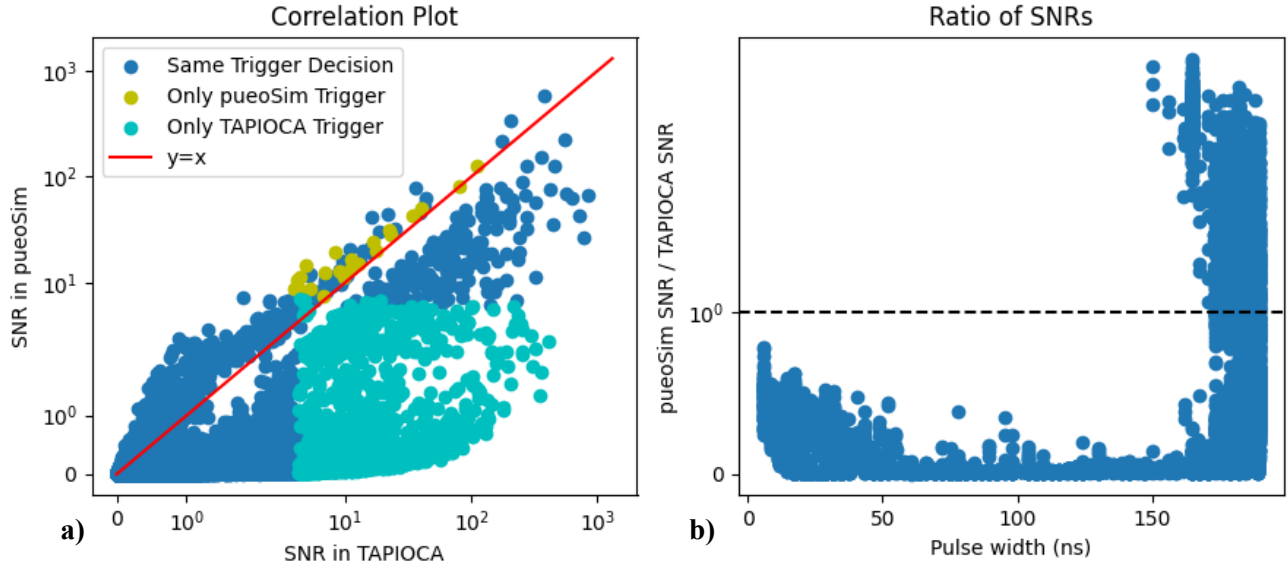 Correlation Plot
Same Trigger Decision
Only pueoSim Trigger
Only TAPIOCA Trigger
y=x
SNR in pueoSim
10³
10²
10¹
10⁰
0
0
10⁰
10¹
10²
10³
SNR in TAPIOCA
a)
Ratio of SNRs
pueoSim SNR / TAPIOCA SNR
10⁰
0
0
50
100
150
Pulse width (ns)
b)